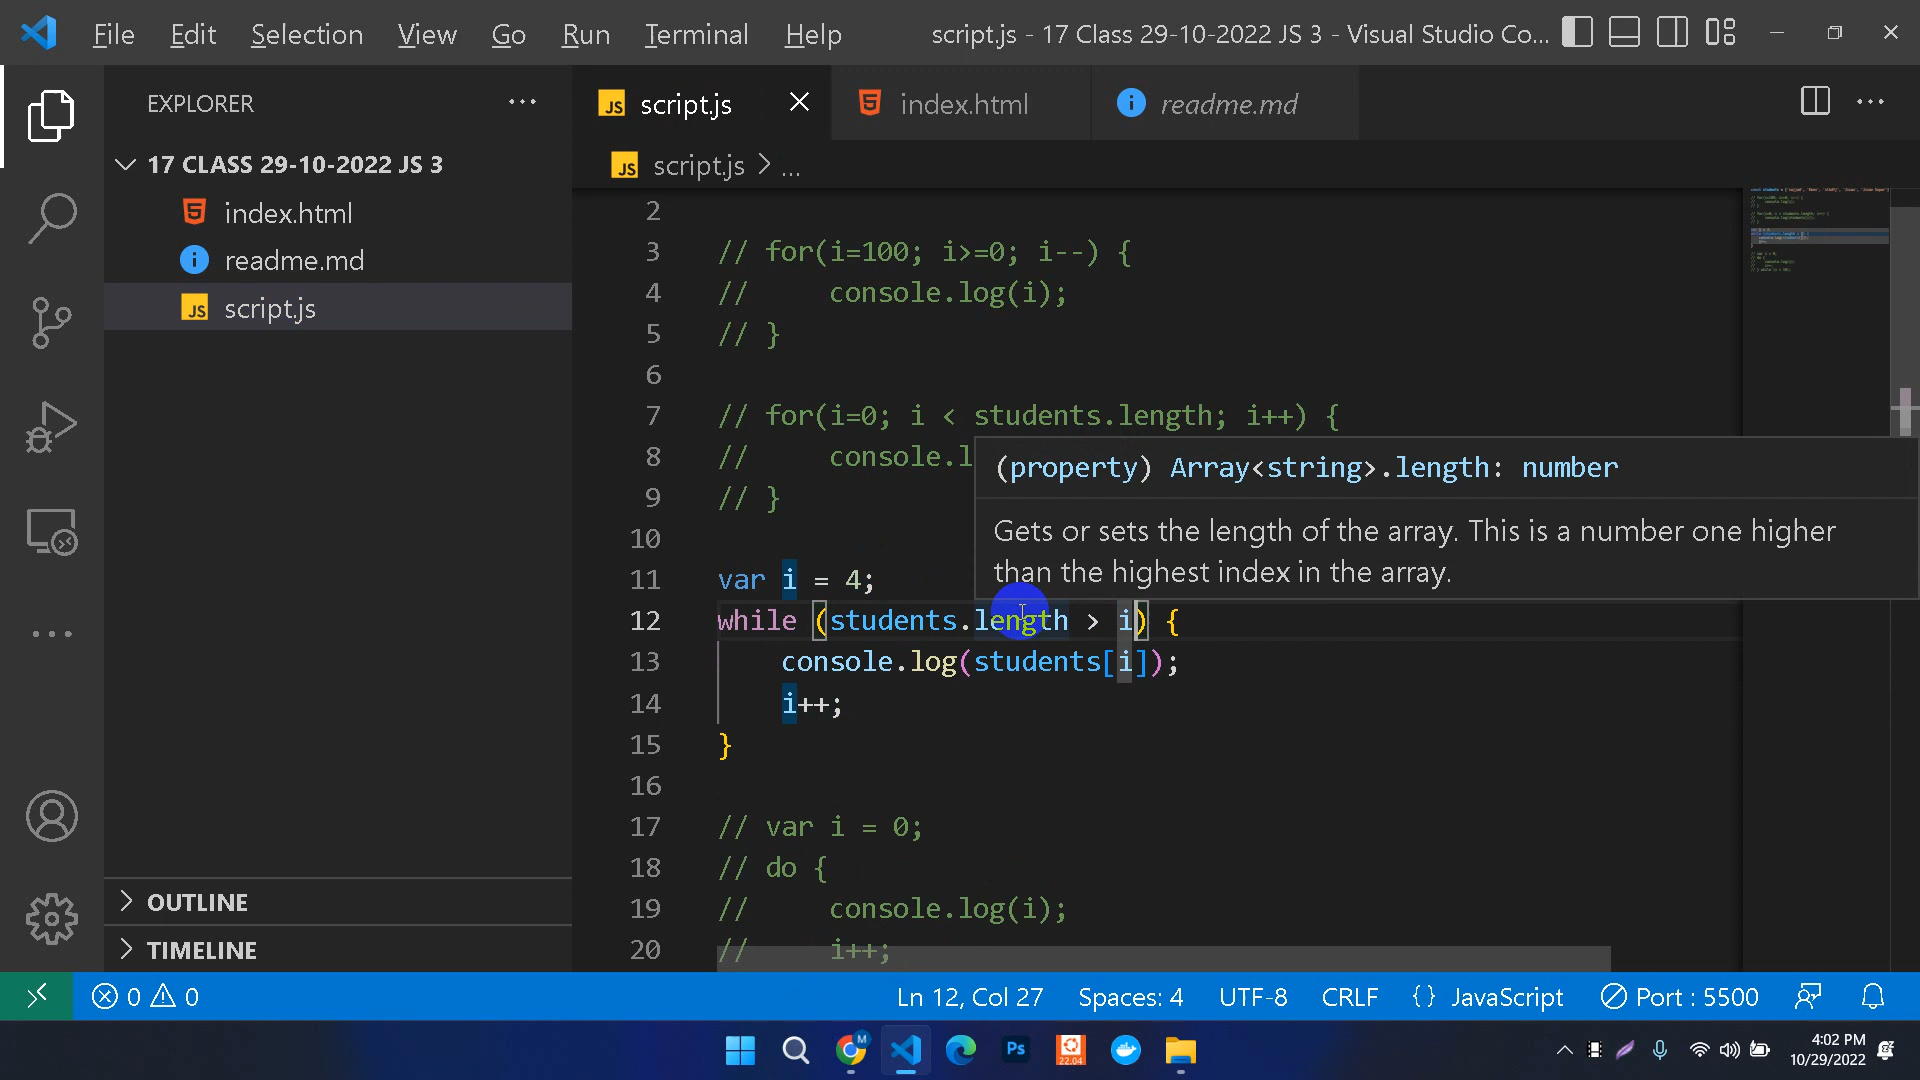 File Edit Selection View Go Run Terminal Help script.js - 17 Class 29-10-2022 JS 3 - Visual Studio Co...
EXPLORER ...
17 CLASS 29-10-2022 JS 3
index.html
readme.md
script.js
OUTLINE
TIMELINE
JS script.js index.html readme.md ...
JS script.js > ...
2
3 // for(i=100; i>=0; i--) {
4 //     console.log(i);
5 // }
6
7 // for(i=0; i < students.length; i++) {
8 //     console.l
9 // }
10
(property) Array<string>.length: number
Gets or sets the length of the array. This is a number one higher
than the highest index in the array.
11 var i = 4;
12 while (students.length > i) {
13     console.log(students[i]);
14     i++;
15 }
16
17 // var i = 0;
18 // do {
19 //     console.log(i);
20 //     i++;
0 0 Ln 12, Col 27 Spaces: 4 UTF-8 CRLF {} JavaScript Port : 5500
M Ps 22.04 4:02 PM
10/29/2022